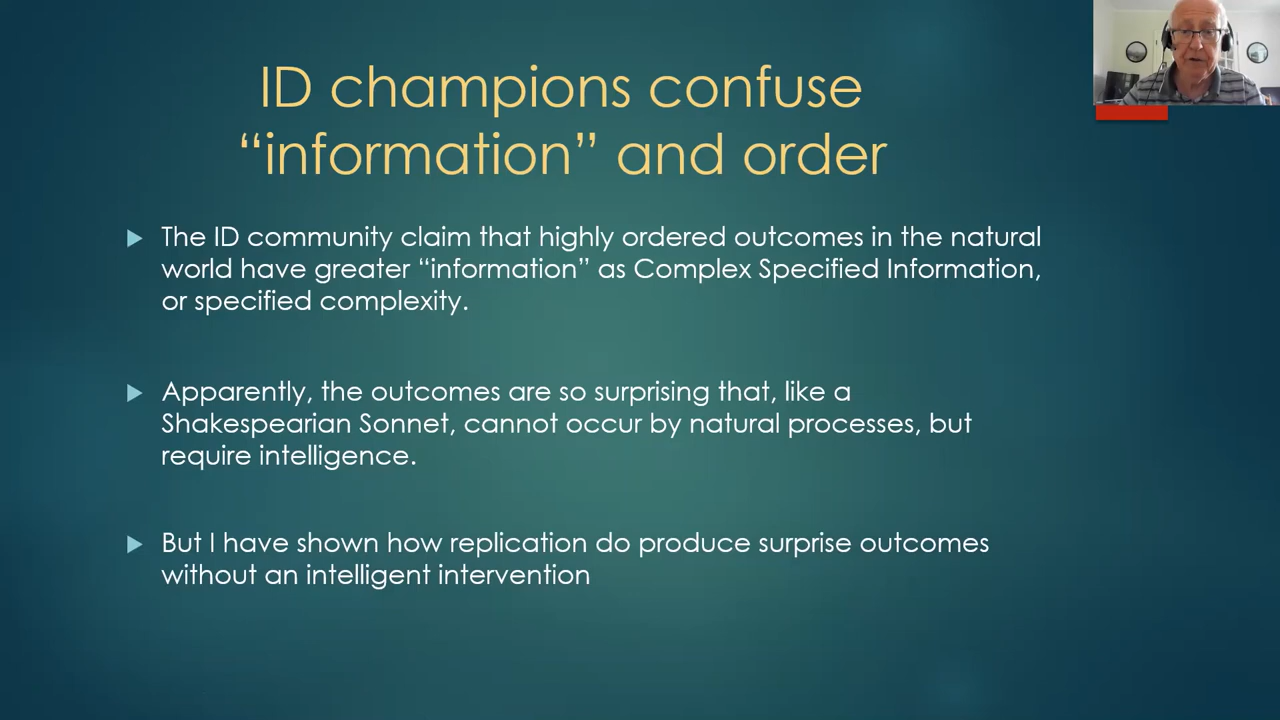 ID champions confuse
“information” and order
The ID community claim that highly ordered outcomes in the natural
world have greater “information” as Complex Specified Information,
or specified complexity.
Apparently, the outcomes are so surprising that, like a
Shakespearian Sonnet, cannot occur by natural processes, but
require intelligence.
But I have shown how replication do produce surprise outcomes
without an intelligent intervention